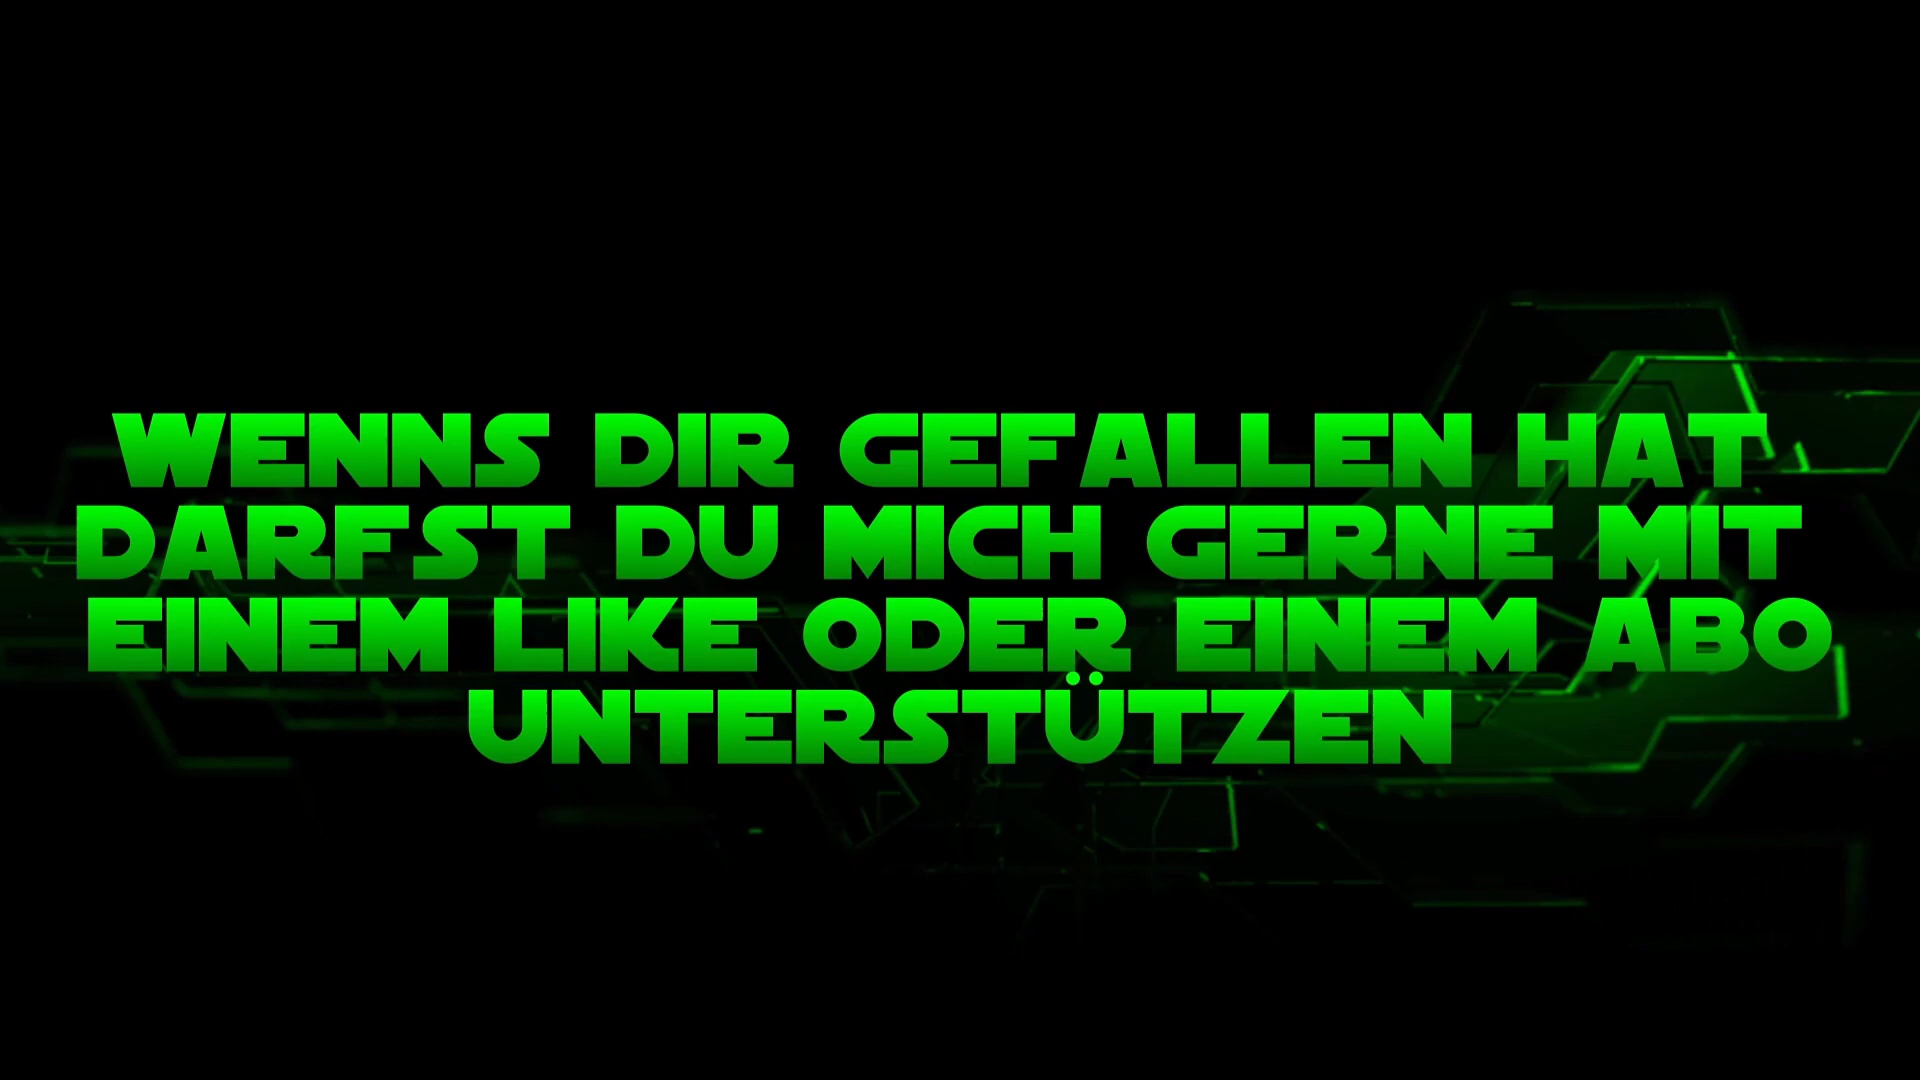 WENNS DIR GEFALLEN HAT
DARFST DU MICH GERNE MIT
EINEM LIKE ODER EINEM ABO
UNTERSTÜTZEN